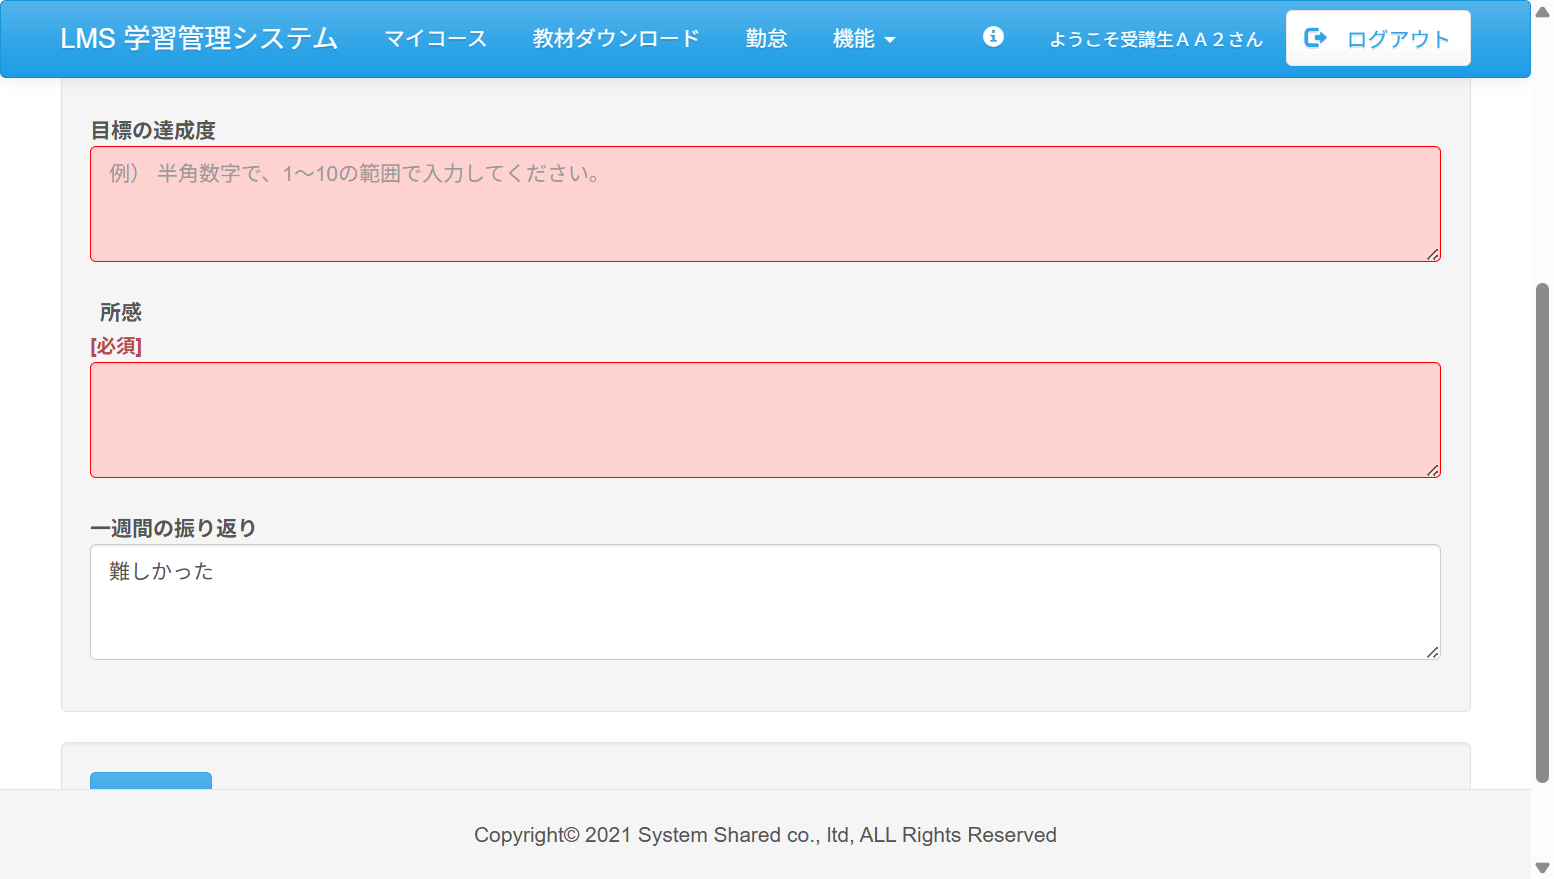 LMS 学習管理システム マイコース 教材ダウンロード 勤怠 機能 ようこそ受講生ＡＡ２さん ログアウト
目標の達成度
例） 半角数字で、1～10の範囲で入力してください。
所感
[必須]
一週間の振り返り
難しかった
Copyright© 2021 System Shared co., ltd, ALL Rights Reserved